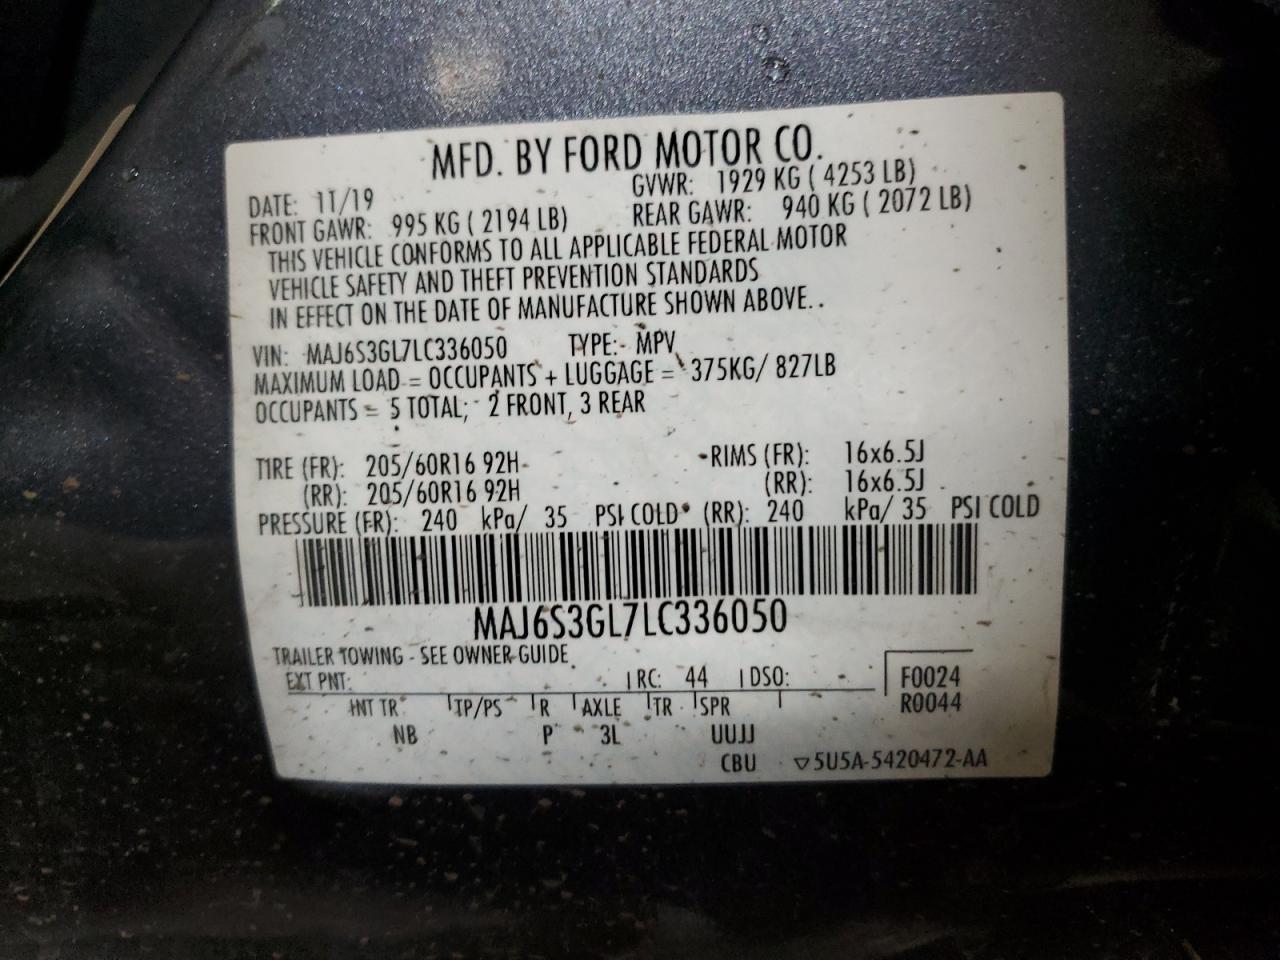 MFD. BY FORD MOTOR CO.
DATE: 11/19 GVWR: 1929 KG ( 4253 LB)
FRONT GAWR: 995 KG ( 2194 LB) REAR GAWR: 940 KG ( 2072 LB)
THIS VEHICLE CONFORMS TO ALL APPLICABLE FEDERAL MOTOR
VEHICLE SAFETY AND THEFT PREVENTION STANDARDS
IN EFFECT ON THE DATE OF MANUFACTURE SHOWN ABOVE. .
VIN: MAJ6S3GL7LC336050 TYPE: MPV
MAXIMUM LOAD = OCCUPANTS + LUGGAGE = 375KG/ 827LB
OCCUPANTS = 5 TOTAL; 2 FRONT, 3 REAR
TIRE (FR): 205/60R16 92H RIMS (FR): 16x6.5J
(RR): 205/60R16 92H (RR): 16x6.5J
PRESSURE (FR): 240 kPa/ 35 PSI COLD (RR): 240 kPa/ 35 PSI COLD
MAJ6S3GL7LC336050
TRAILER TOWING - SEE OWNER GUIDE
EXT PNT: RC: 44 DSO: F0024
INT TR TP/PS R AXLE TR SPR R0044
NB P 3L UUJJ
CBU ▽5U5A-5420472-AA